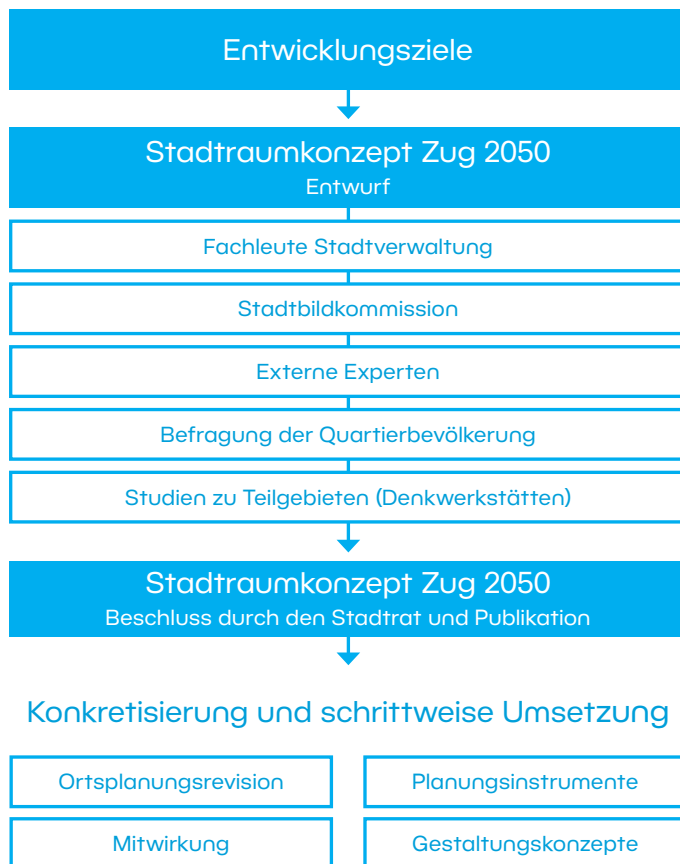 Entwicklungsziele
Stadtraumkonzept Zug 2050
Entwurf
Fachleute Stadtverwaltung
Stadtbildkommission
Externe Experten
Befragung der Quartierbevölkerung
Studien zu Teilgebieten (Denkwerkstätten)
Stadtraumkonzept Zug 2050
Beschluss durch den Stadtrat und Publikation
Konkretisierung und schrittweise Umsetzung
Ortsplanungsrevision
Planungsinstrumente
Mitwirkung
Gestaltungskonzepte